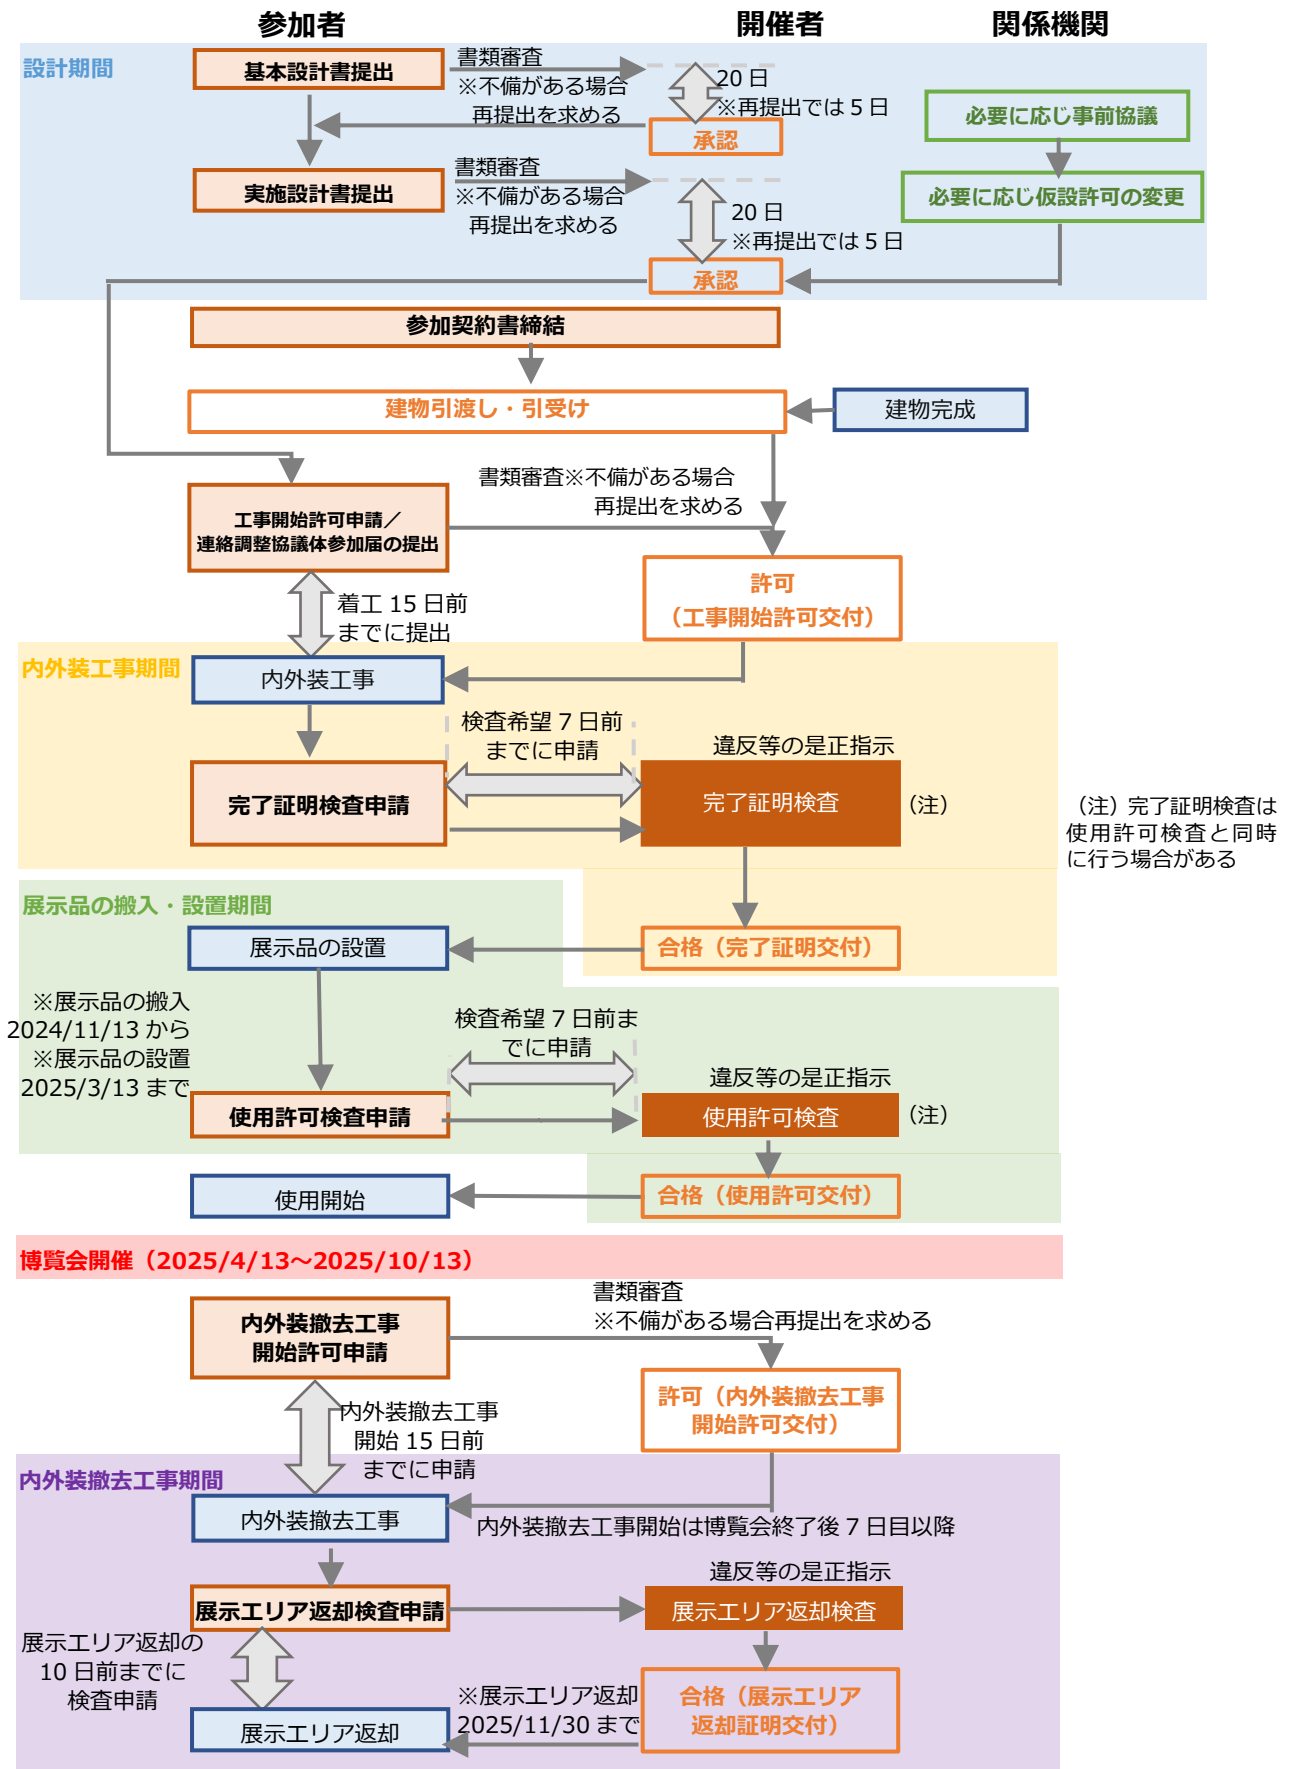 参加者
開催者
関係機関
設計期間
基本設計書提出
書類審査
※不備がある場合
再提出を求める
20 日
※再提出では 5 日
承認
必要に応じ事前協議
実施設計書提出
書類審査
※不備がある場合
再提出を求める
20 日
※再提出では 5 日
承認
必要に応じ仮設許可の変更
参加契約書締結
建物引渡し・引受け
建物完成
書類審査※不備がある場合
再提出を求める
工事開始許可申請／
連絡調整協議体参加届の提出
許可
（工事開始許可交付）
着工 15 日前
までに提出
内外装工事期間
内外装工事
検査希望 7 日前
までに申請
違反等の是正指示
完了証明検査申請
完了証明検査
（注）
（注）完了証明検査は
使用許可検査と同時
に行う場合がある
展示品の搬入・設置期間
展示品の設置
合格（完了証明交付）
※展示品の搬入
2024/11/13 から
※展示品の設置
2025/3/13 まで
検査希望 7 日前ま
でに申請
違反等の是正指示
使用許可検査申請
使用許可検査
（注）
使用開始
合格（使用許可交付）
博覧会開催（2025/4/13～2025/10/13）
書類審査
※不備がある場合再提出を求める
内外装撤去工事
開始許可申請
許可（内外装撤去工事
開始許可交付）
内外装撤去工事
開始 15 日前
までに申請
内外装撤去工事期間
内外装撤去工事
内外装撤去工事開始は博覧会終了後 7 日目以降
違反等の是正指示
展示エリア返却検査申請
展示エリア返却検査
展示エリア返却の
10 日前までに
検査申請
※展示エリア返却
2025/11/30 まで
合格（展示エリア
返却証明交付）
展示エリア返却